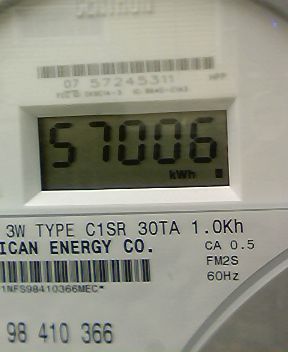 07 57245311
57006
kWh
3W TYPE C1SR 30TA 1.0Kh
ICAN ENERGY CO.
CA 0.5
FM2S
60Hz
1NFS98410366MEC*
98 410 366